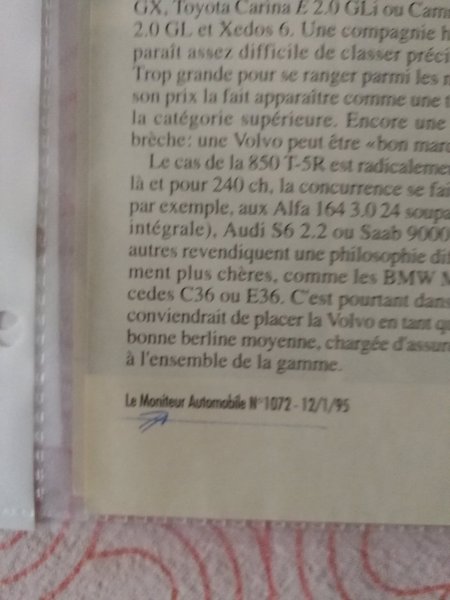 GX, Toyota Carina E 2.0 GLi ou Cam
2.0 GL et Xedos 6. Une compagnie h
paraît assez difficile de classer préci
Trop grande pour se ranger parmi les m
son prix la fait apparaître comme une t
la catégorie supérieure. Encore une
brèche: une Volvo peut être «bon marc
Le cas de la 850 T-5R est radicaleme
là et pour 240 ch, la concurrence se fai
par exemple, aux Alfa 164 3.0 24 soupa
intégrale), Audi S6 2.2 ou Saab 9000
autres revendiquent une philosophie dif
ment plus chères, comme les BMW M
cedes C36 ou E36. C'est pourtant dans
conviendrait de placer la Volvo en tant q
bonne berline moyenne, chargée d'assur
à l'ensemble de la gamme.
Le Moniteur Automobile N°1072 - 12/1/95